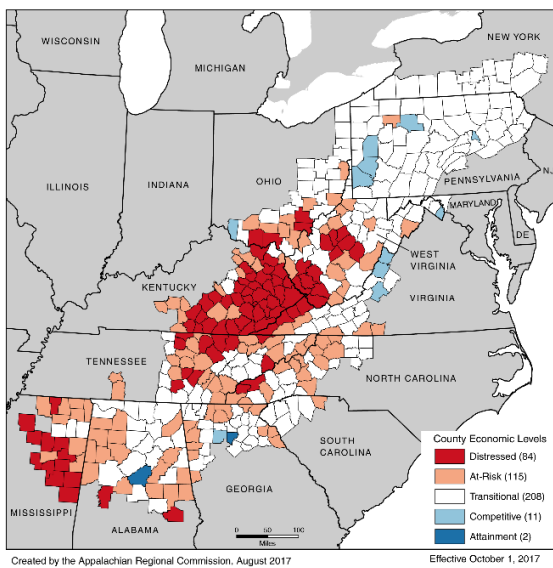 WISCONSIN
NEW YORK
MICHIGAN
PENNSYLVANIA
N.
ILLINOIS
INDIANA
OHIO
MARYLAND
DE
WEST
VIRGINIA
KENTUCKY
VIRGINIA
TENNESSEE
NORTH CAROLINA
SOUTH
CAROLINA
MISSISSIPPI
ALABAMA
GEORGIA
0 50 100
Miles
County Economic Levels
Distressed (84)
At-Risk (115)
Transitional (208)
Competitive (11)
Attainment (2)
Created by the Appalachian Regional Commission, August 2017
Effective October 1, 2017